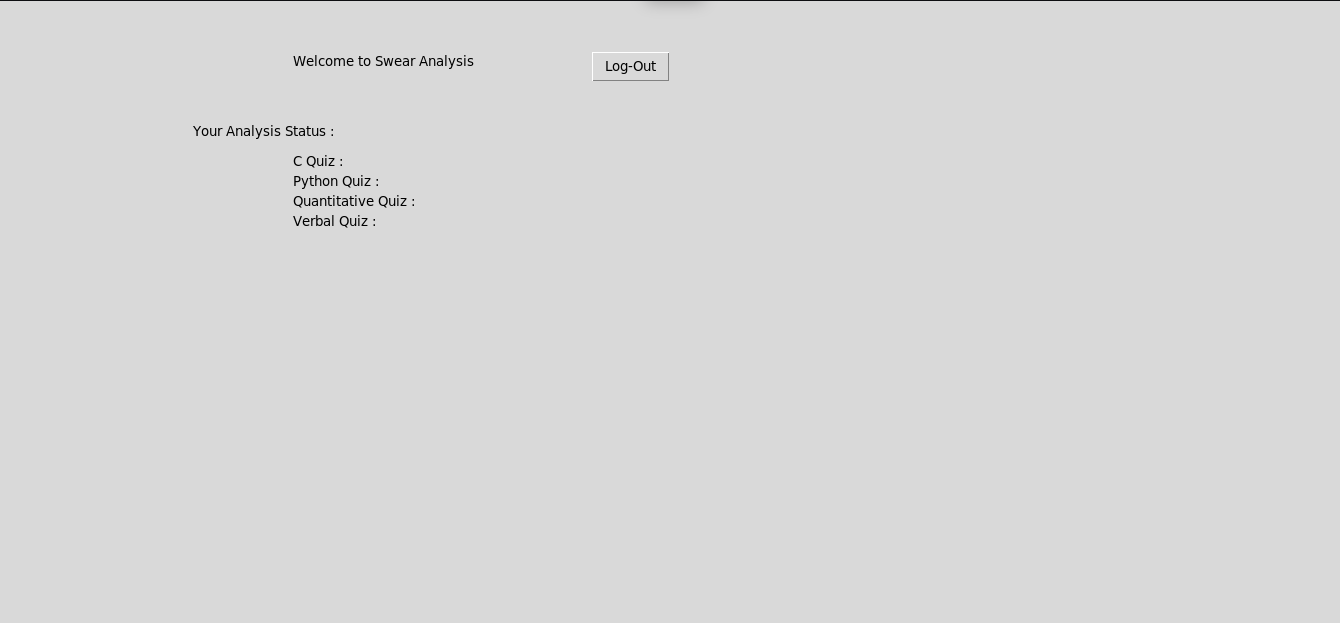 Welcome to Swear Analysis
Log-Out
Your Analysis Status :
C Quiz :
Python Quiz :
Quantitative Quiz :
Verbal Quiz :